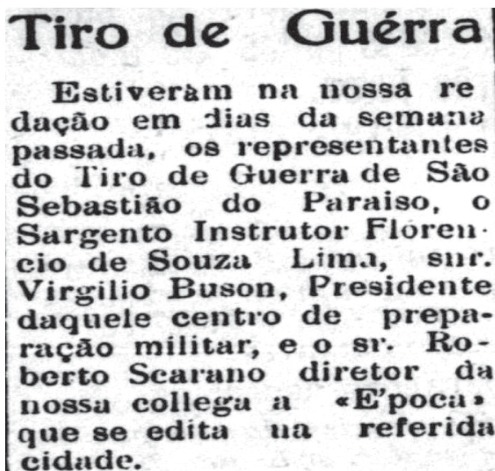 Tiro de Guérra
Estiveram na nossa re
dação em dias da semana
passada, os representantes
do Tiro de Guerra de São
Sebastião do Paraiso, o
Sargento Instrutor Floren-
cio de Souza Lima, snr.
Virgilio Buson, Presidente
daquele centro de prepa-
ração militar, e o sr. Ro-
berto Scarano diretor da
nossa collega a «E'poca»
que se edita na referida
cidade.